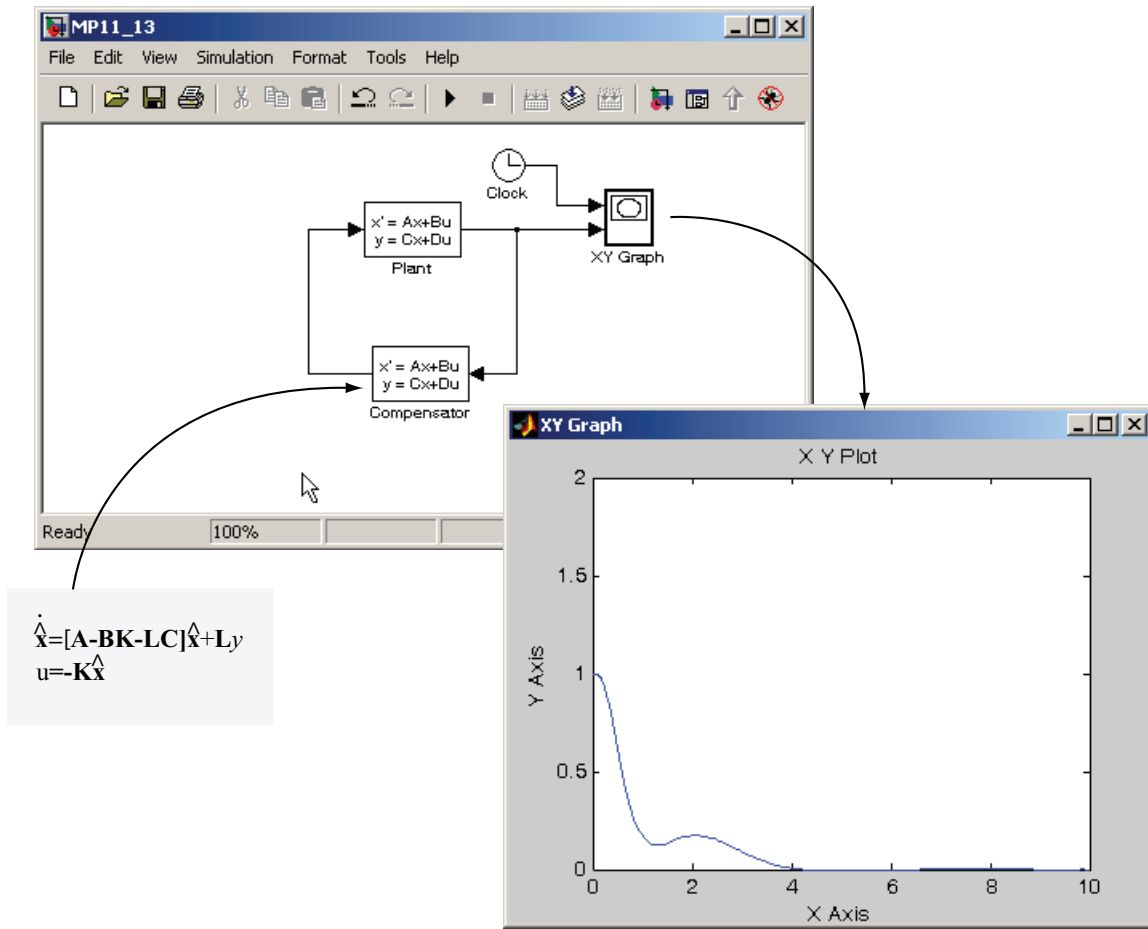 MP11_13
File Edit View Simulation Format Tools Help
Clock
x' = Ax+Bu
y = Cx+Du
Plant
XY Graph
x' = Ax+Bu
y = Cx+Du
Compensator
Ready 100%
XY Graph
X Y Plot
2
1.5
1
0.5
0
Y Axis
0 2 4 6 8 10
X Axis
x̂̇=[A-BK-LC]x̂+Ly
u=-Kx̂